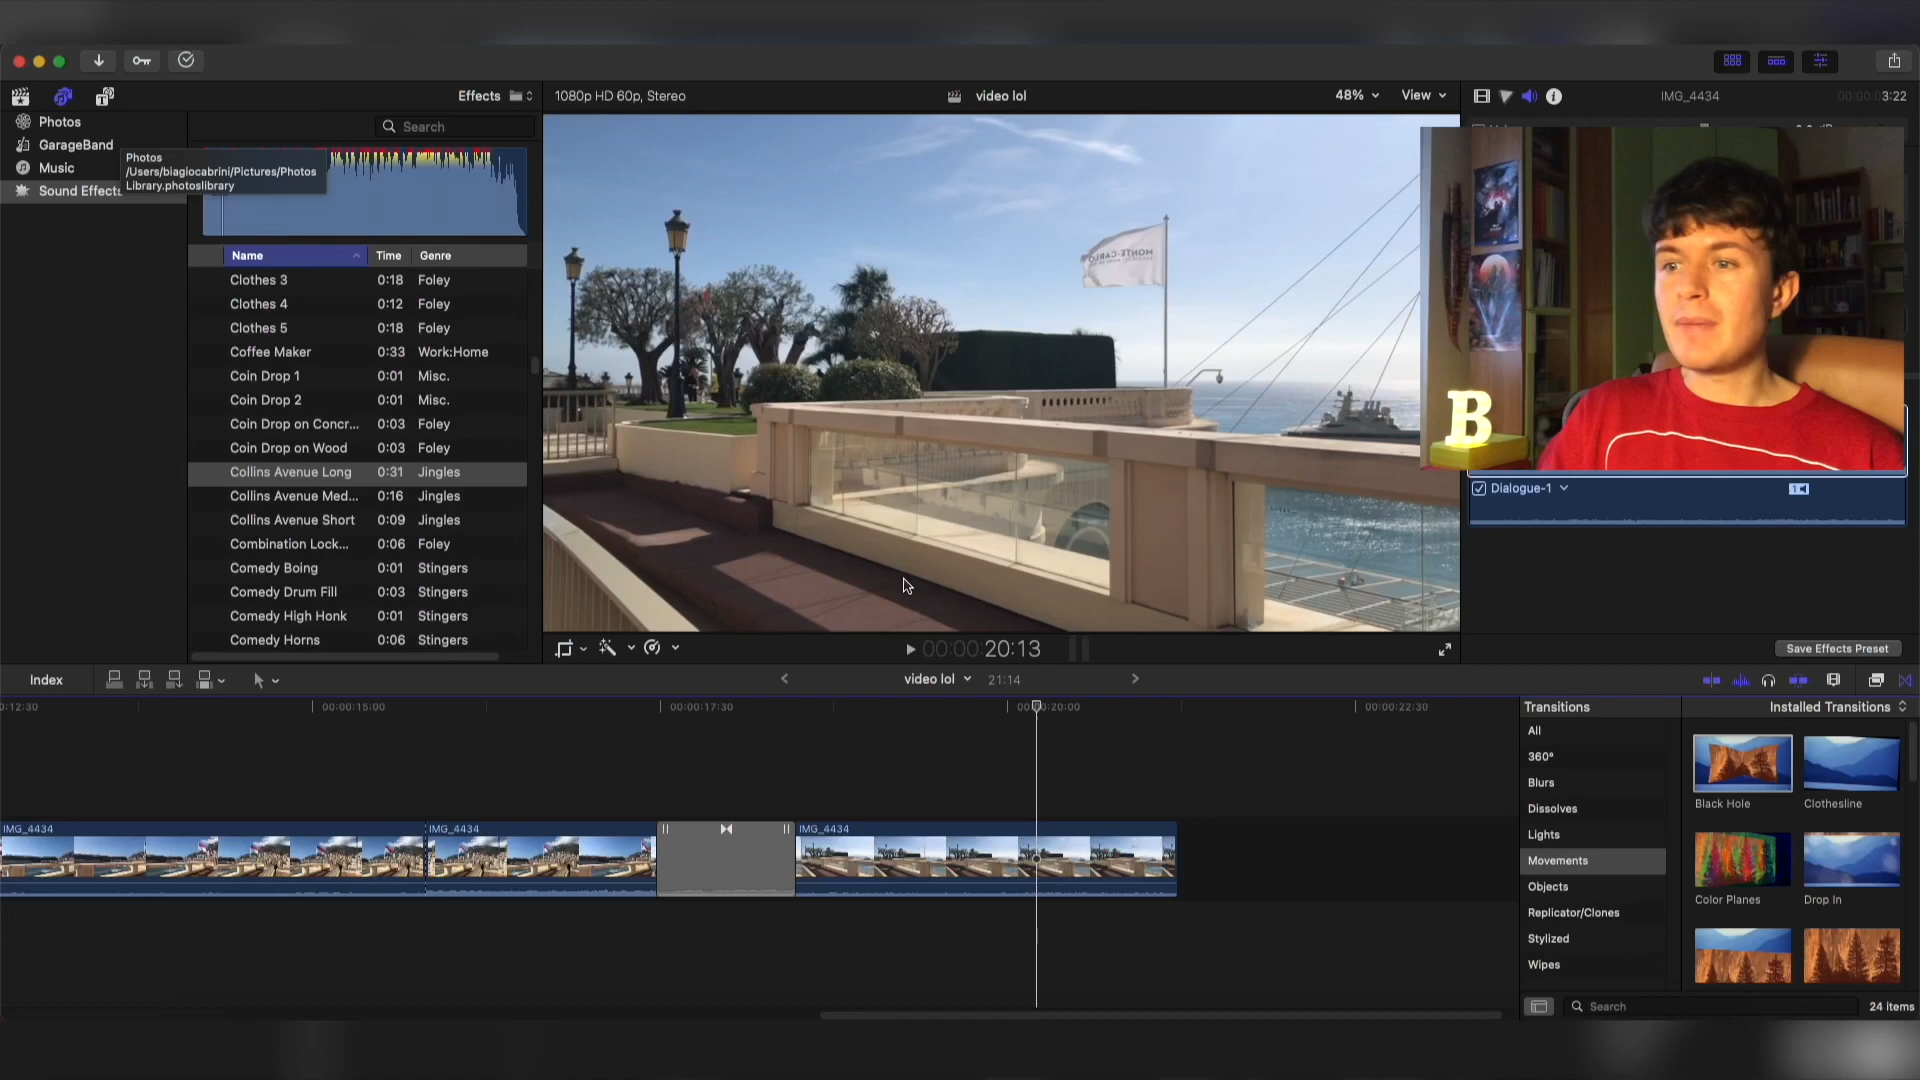 Effects
1080p HD 60p, Stereo
video lol
48%
View
IMG_4434
3:22
Photos
GarageBand
Music
Sound Effects
Search
Photos
/Users/biagiocabrini/Pictures/Photos
Library.photoslibrary
Name Time Genre
Clothes 3 0:18 Foley
Clothes 4 0:12 Foley
Clothes 5 0:18 Foley
Coffee Maker 0:33 Work:Home
Coin Drop 1 0:01 Misc.
Coin Drop 2 0:01 Misc.
Coin Drop on Concr... 0:03 Foley
Coin Drop on Wood 0:03 Foley
Collins Avenue Long 0:31 Jingles
Collins Avenue Med... 0:16 Jingles
Collins Avenue Short 0:09 Jingles
Combination Lock... 0:06 Foley
Comedy Boing 0:01 Stingers
Comedy Drum Fill 0:03 Stingers
Comedy High Honk 0:01 Stingers
Comedy Horns 0:06 Stingers
MONTE-CARLO
B
Dialogue-1
00:00:20:13
Save Effects Preset
Index
video lol
21:14
0:12:30
00:00:15:00
00:00:17:30
00:00:20:00
00:00:22:30
IMG_4434
IMG_4434
IMG_4434
Transitions
Installed Transitions
All
360°
Blurs
Dissolves
Lights
Movements
Objects
Replicator/Clones
Stylized
Wipes
Black Hole
Clothesline
Color Planes
Drop In
Search
24 items